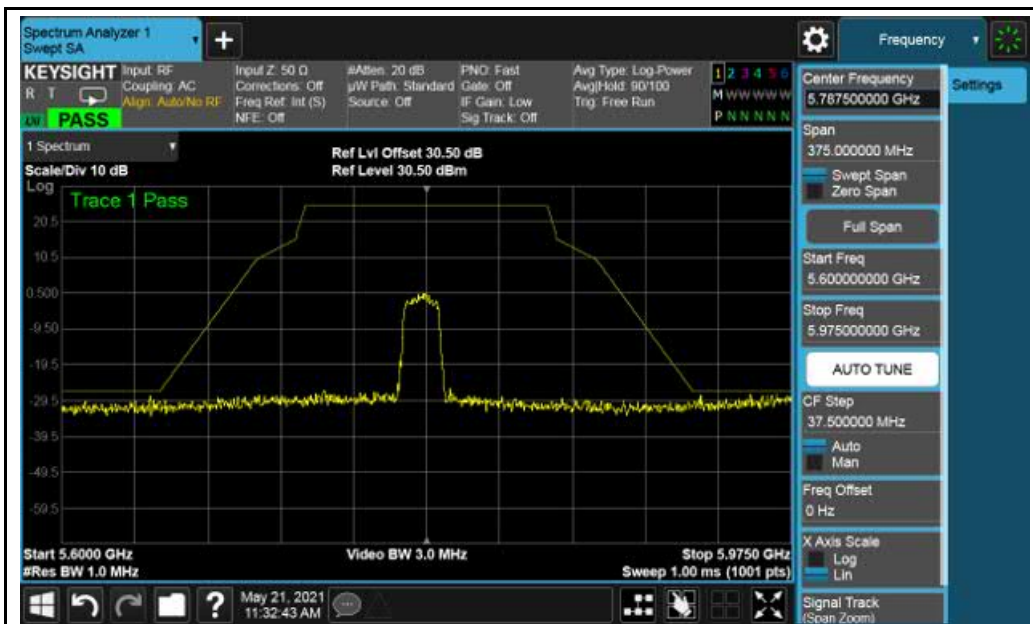 Spectrum Analyzer 1
Swept SA
+
Frequency
KEYSIGHT
R T
LXI
PASS
Input: RF
Coupling: AC
Align: Auto/No RF
Input Z: 50 Ω
Corrections: Off
Freq Ref: Int (S)
NFE: Off
#Atten: 20 dB
µW Path: Standard
Source: Off
PNO: Fast
Gate: Off
IF Gain: Low
Sig Track: Off
Avg Type: Log-Power
Avg|Hold: 90/100
Trig: Free Run
1 2 3 4 5 6
M W W W W W
P N N N N N
1 Spectrum
Scale/Div 10 dB
Ref Lvl Offset 30.50 dB
Ref Level 30.50 dBm
Log
Trace 1 Pass
20.5
10.5
0.500
-9.50
-19.5
-29.5
-39.5
-49.5
-59.5
Start 5.6000 GHz
#Res BW 1.0 MHz
Video BW 3.0 MHz
Stop 5.9750 GHz
Sweep 1.00 ms (1001 pts)
?
May 21, 2021
11:32:43 AM
Center Frequency
5.787500000 GHz
Span
375.000000 MHz
Swept Span
Zero Span
Full Span
Start Freq
5.600000000 GHz
Stop Freq
5.975000000 GHz
AUTO TUNE
CF Step
37.500000 MHz
Auto
Man
Freq Offset
0 Hz
X Axis Scale
Log
Lin
Signal Track
(Span Zoom)
Settings